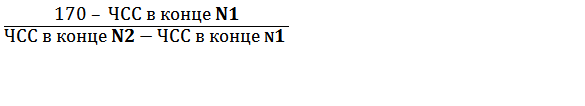 170 – ЧСС в конце N1
ЧСС в конце N2 − ЧСС в конце N1